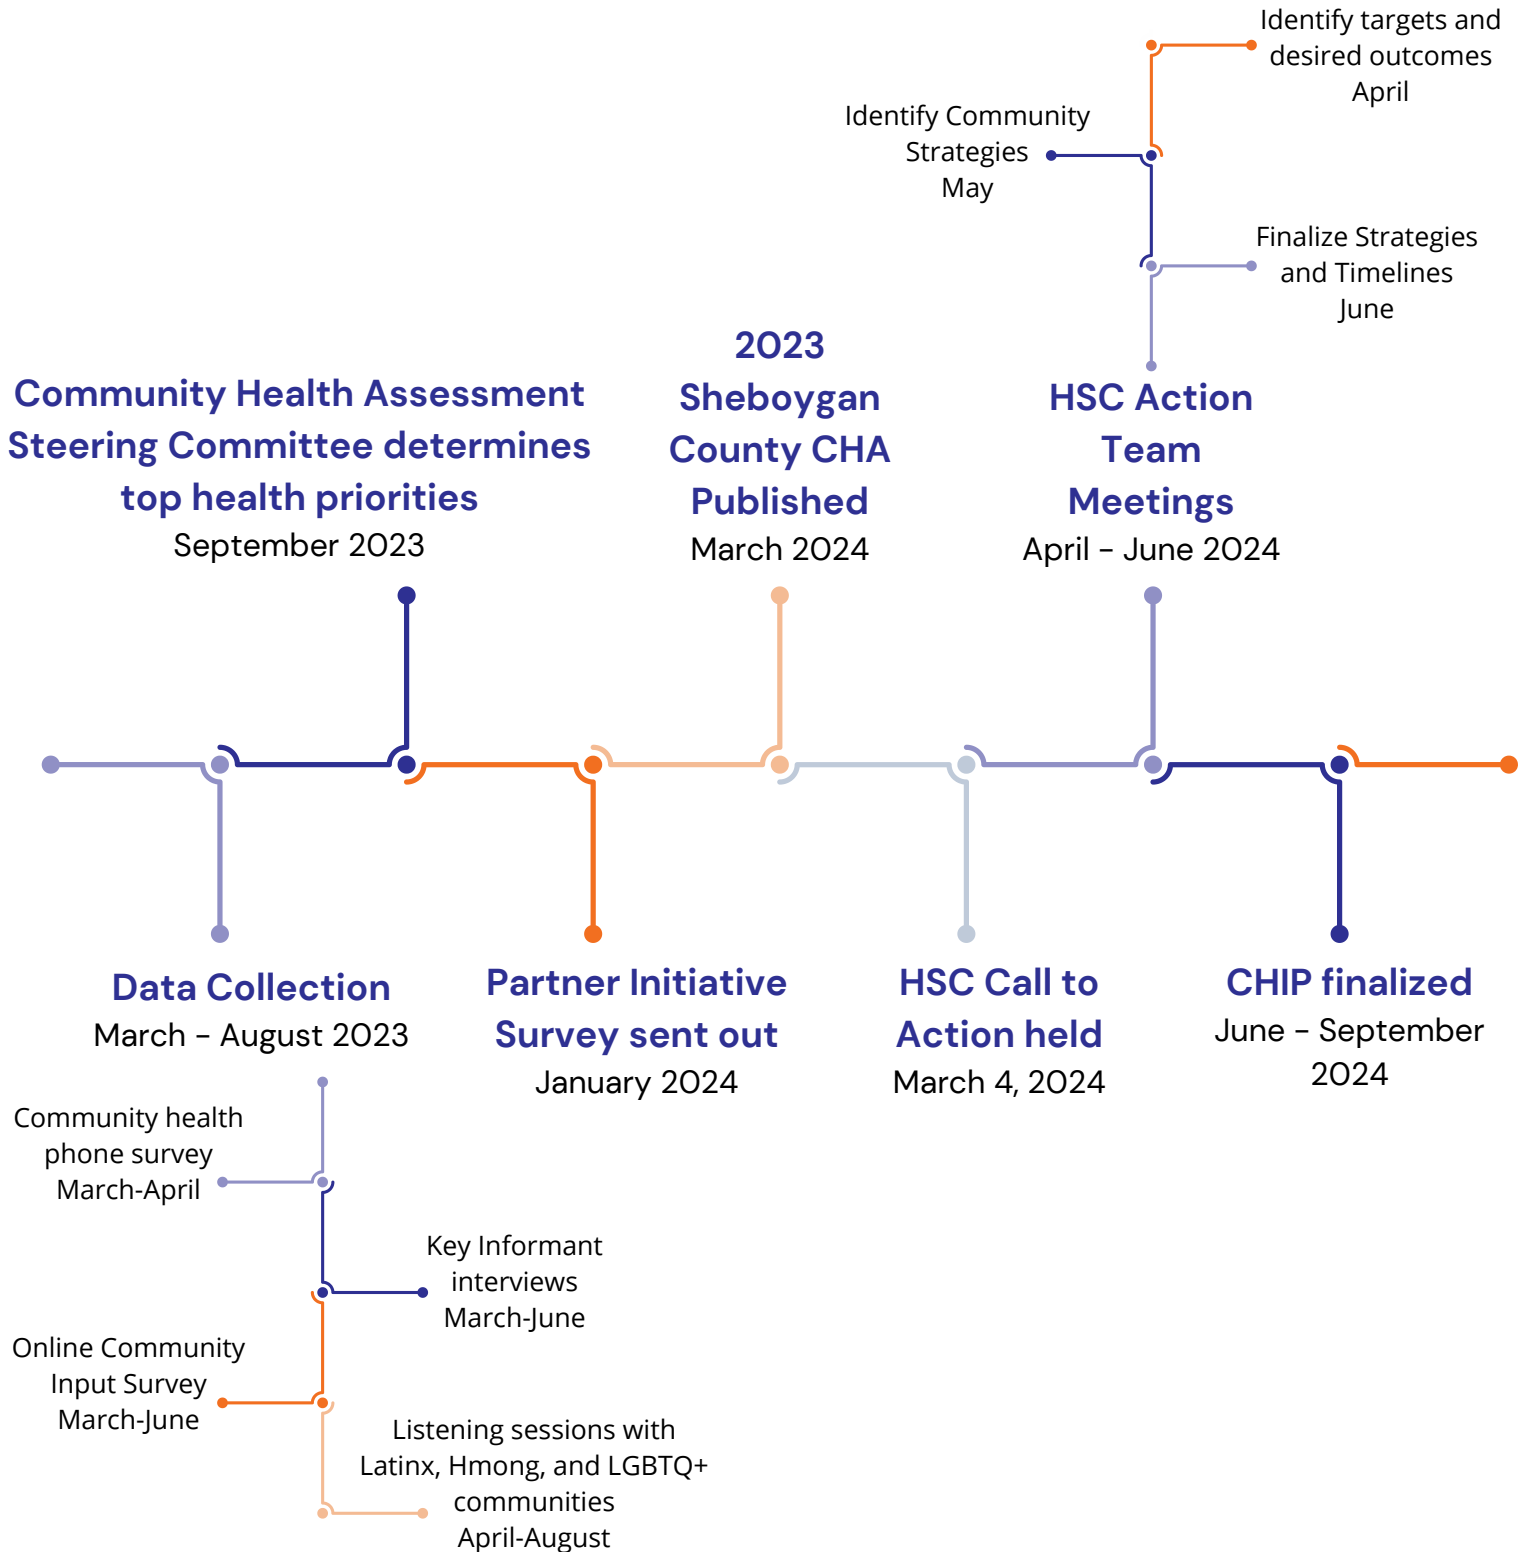 Identify targets and
desired outcomes
April
Identify Community
Strategies
May
Finalize Strategies
and Timelines
June
Community Health Assessment
Steering Committee determines
top health priorities
September 2023
2023
Sheboygan
County CHA
Published
March 2024
HSC Action
Team
Meetings
April – June 2024
Data Collection
March – August 2023
Partner Initiative
Survey sent out
January 2024
HSC Call to
Action held
March 4, 2024
CHIP finalized
June – September
2024
Community health
phone survey
March-April
Key Informant
interviews
March-June
Online Community
Input Survey
March-June
Listening sessions with
Latinx, Hmong, and LGBTQ+
communities
April-August